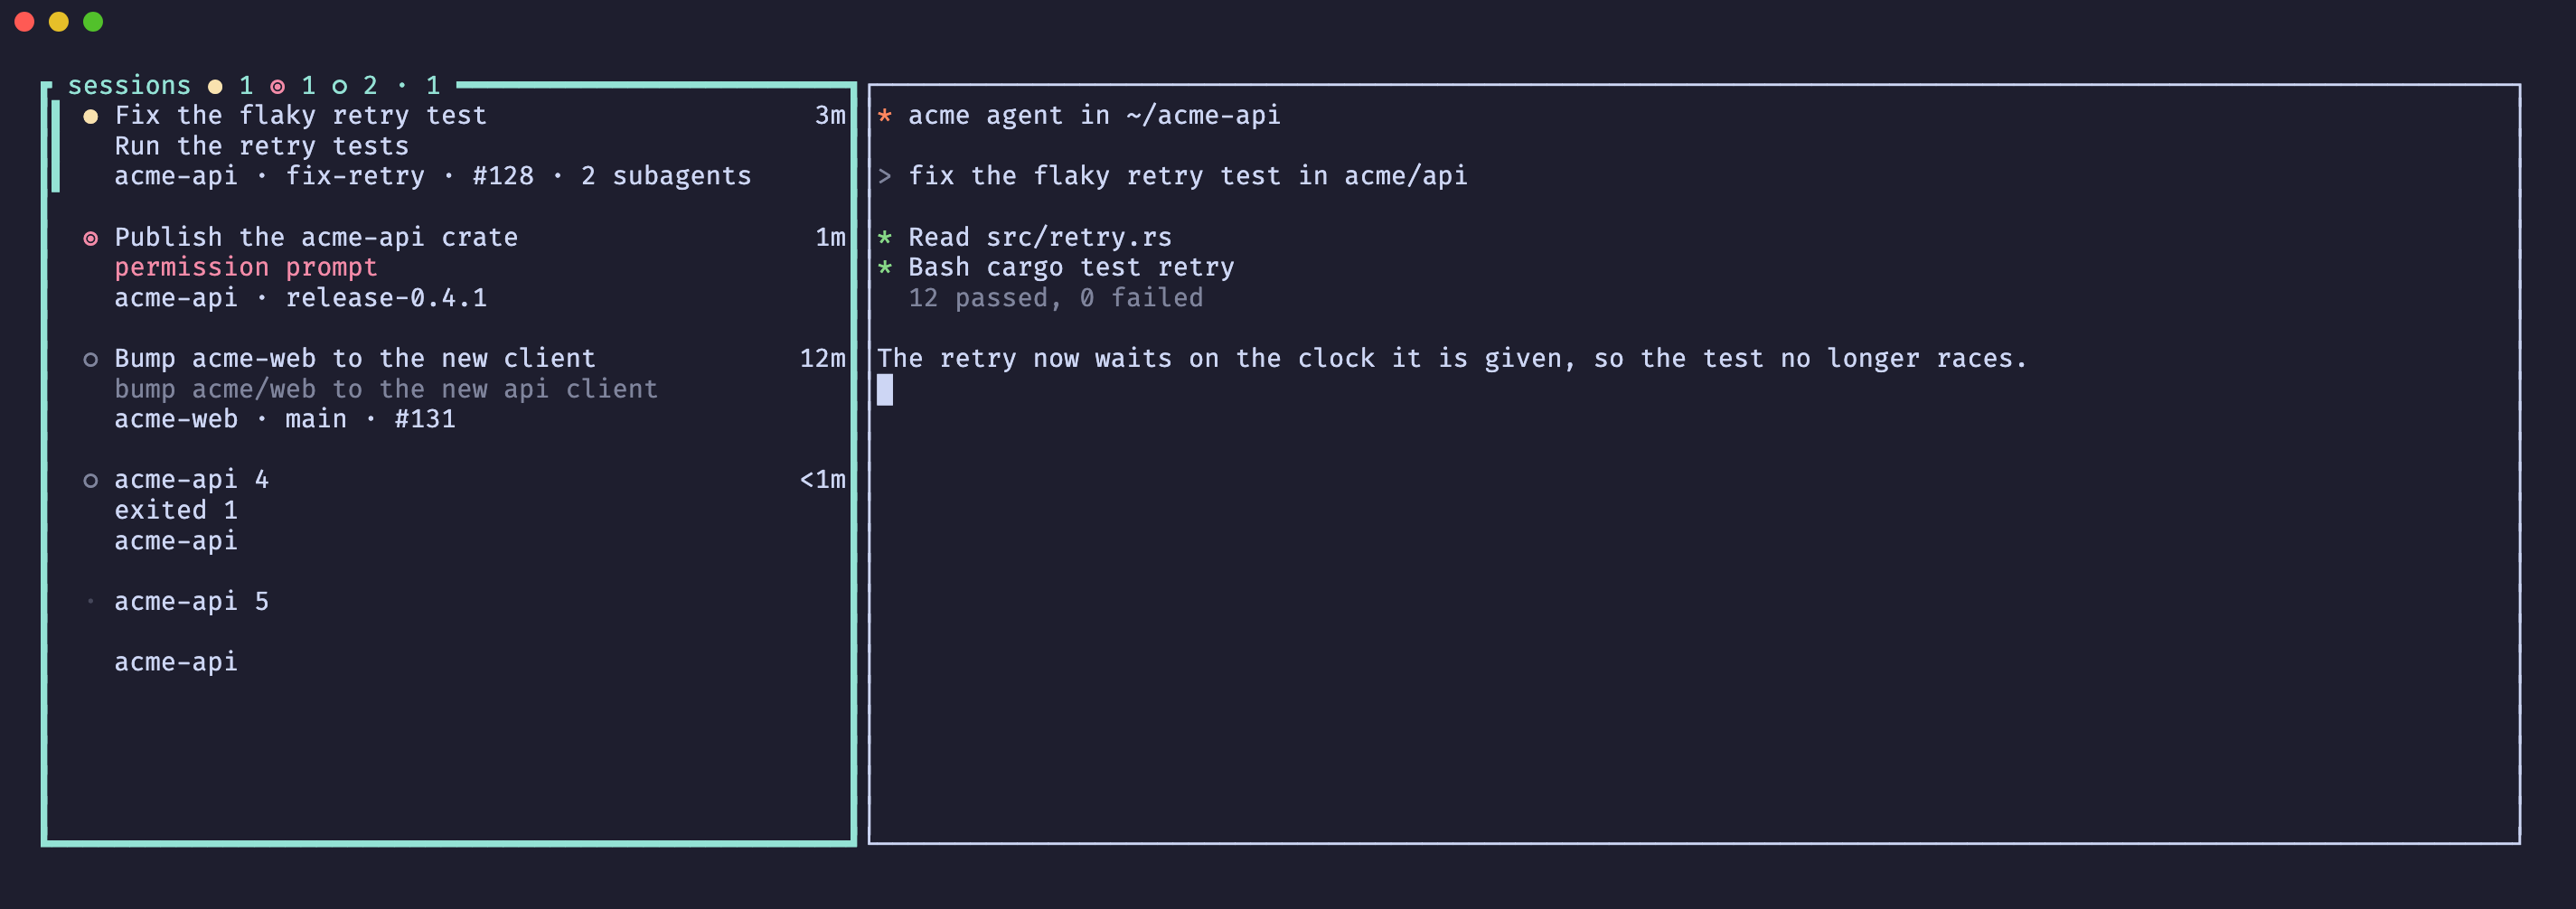 sessions ● 1 ◉ 1 ○ 2 · 1
● Fix the flaky retry test 3m
Run the retry tests
acme-api · fix-retry · #128 · 2 subagents
◉ Publish the acme-api crate 1m
permission prompt
acme-api · release-0.4.1
○ Bump acme-web to the new client 12m
bump acme/web to the new api client
acme-web · main · #131
○ acme-api 4 <1m
exited 1
acme-api
· acme-api 5
acme-api
* acme agent in ~/acme-api
> fix the flaky retry test in acme/api
* Read src/retry.rs
* Bash cargo test retry
12 passed, 0 failed
The retry now waits on the clock it is given, so the test no longer races.